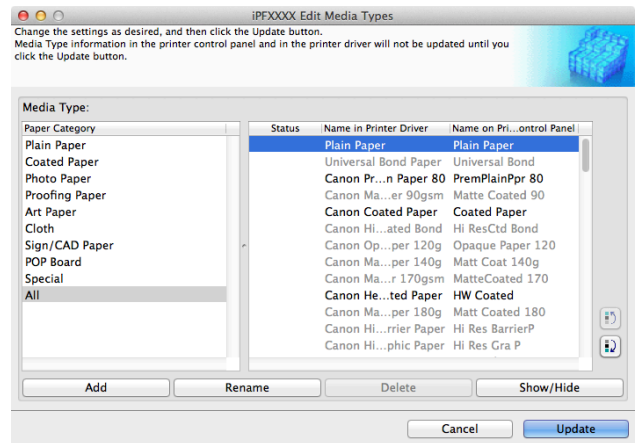 iPFXXXX Edit Media Types
Change the settings as desired, and then click the Update button.
Media Type information in the printer control panel and in the printer driver will not be updated until you
click the Update button.
Media Type:
Paper Category
Plain Paper
Coated Paper
Photo Paper
Proofing Paper
Art Paper
Cloth
Sign/CAD Paper
POP Board
Special
All
Status Name in Printer Driver Name on Pri...ontrol Panel
Plain Paper Plain Paper
Universal Bond Paper Universal Bond
Canon Pr...n Paper 80 PremPlainPpr 80
Canon Ma...er 90gsm Matte Coated 90
Canon Coated Paper Coated Paper
Canon Hi...ated Bond Hi ResCtd Bond
Canon Op...per 120g Opaque Paper 120
Canon Ma...per 140g Matt Coat 140g
Canon Ma...r 170gsm MatteCoated 170
Canon He...ted Paper HW Coated
Canon Ma...per 180g Matt Coated 180
Canon Hi...rrier Paper Hi Res BarrierP
Canon Hi...phic Paper Hi Res Gra P
Add Rename Delete Show/Hide
Cancel Update